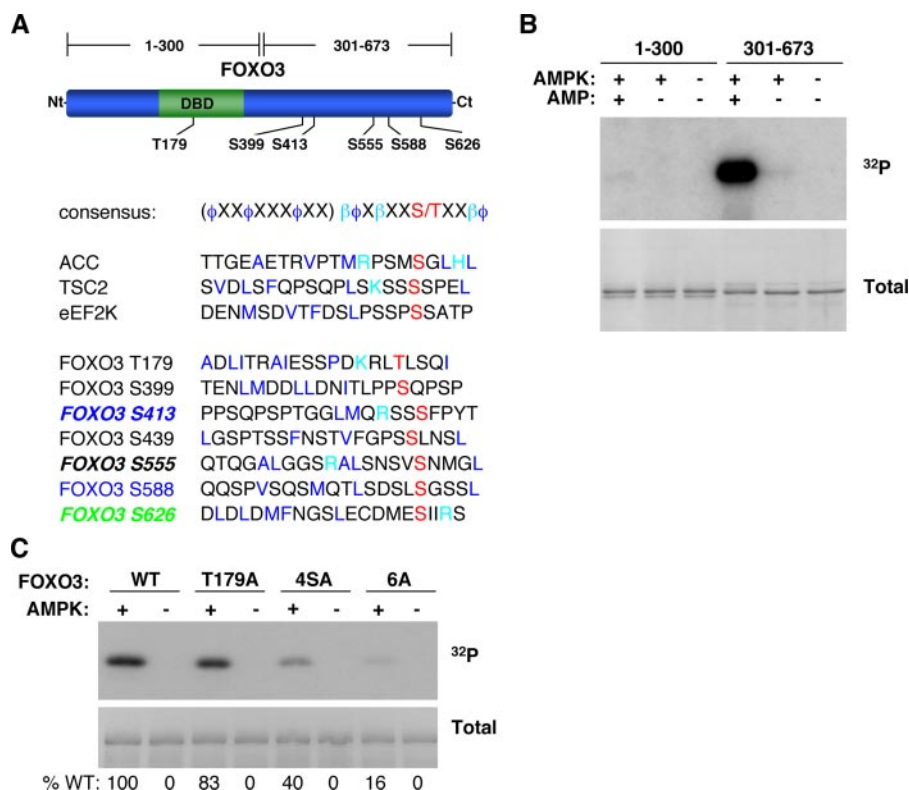 A
1-300 301-673
FOXO3
Nt- DBD -Ct
T179 S399 S413 S555 S588 S626
consensus: (ϕXXϕXXXϕXX) βϕXβXXS/TXXβϕ
ACC TTGEAETRVPTMRPSMSGLHL
TSC2 SVDLSFQPSQPLSKSSSSPEL
eEF2K DENMSDVTFDSLPSSPSSATP
FOXO3 T179 ADLITRAIESSPDKRLTLSQI
FOXO3 S399 TENLMDDLLDNITLPPSQPSP
FOXO3 S413 PPSQPSPTGGLMQRSSSFPYT
FOXO3 S439 LGSPTSSFNSTVFGPSSLNSL
FOXO3 S555 QTQGALGGSRALSNSVSNMGL
FOXO3 S588 QQSPVSQSMQTLSDSLSGSSL
FOXO3 S626 DLDLDMFNGSLECDMESIIRS
B
1-300 301-673
AMPK: + + - + + -
AMP: + - - + - -
32P
Total
C
FOXO3: WT T179A 4SA 6A
AMPK: + - + - + - + -
32P
Total
% WT: 100 0 83 0 40 0 16 0